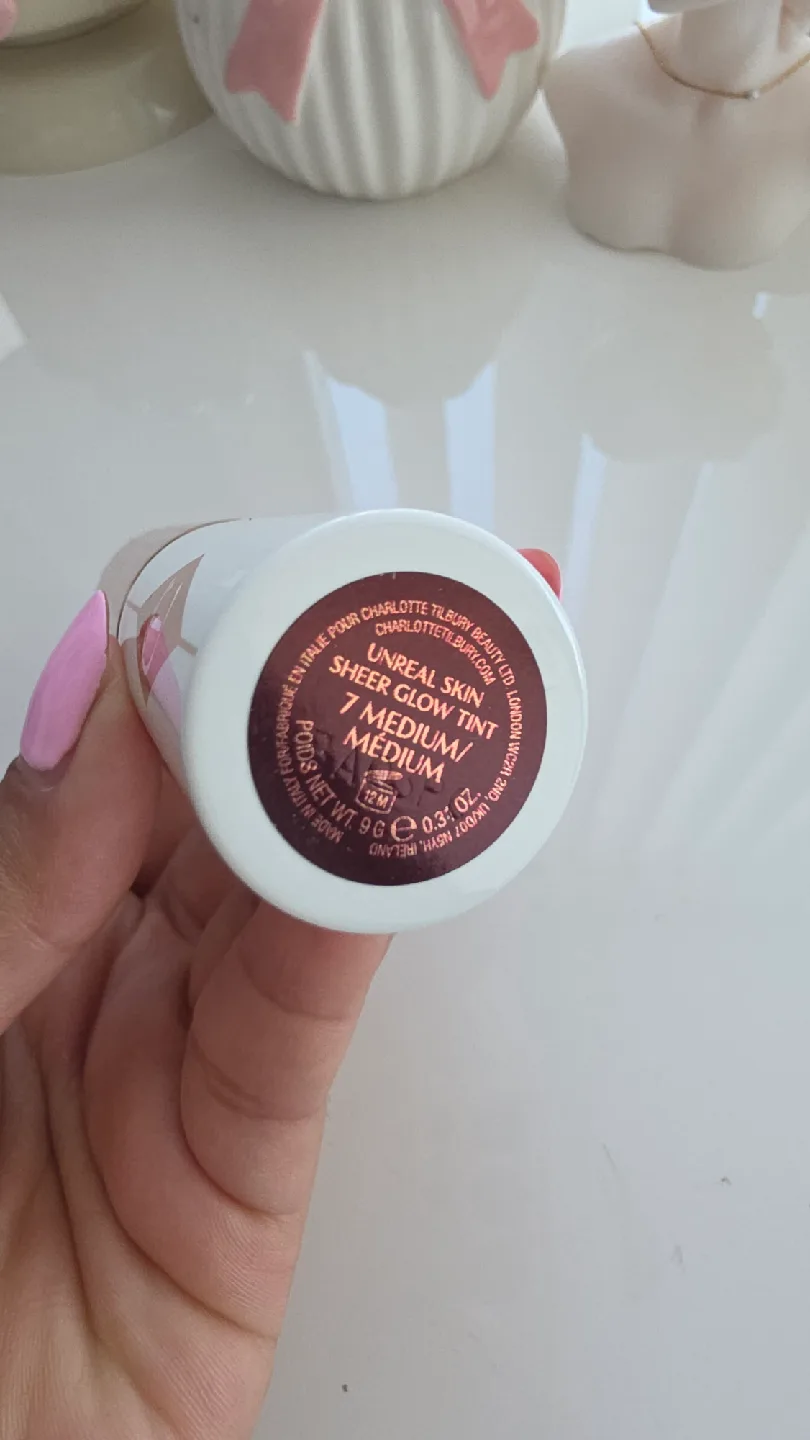 FABRIQUÉ EN ITALIE POUR CHARLOTTE TILBURY BEAUTY LTD. LONDON WC2H 2ND, UK/D07 N5YH, IRELAND
CHARLOTTETILBURY.COM
UNREAL SKIN
SHEER GLOW TINT
7 MEDIUM/
MÉDIUM
12M
POIDS NET WT. 9 G e 0.31 OZ.
MADE IN ITALY FOR/